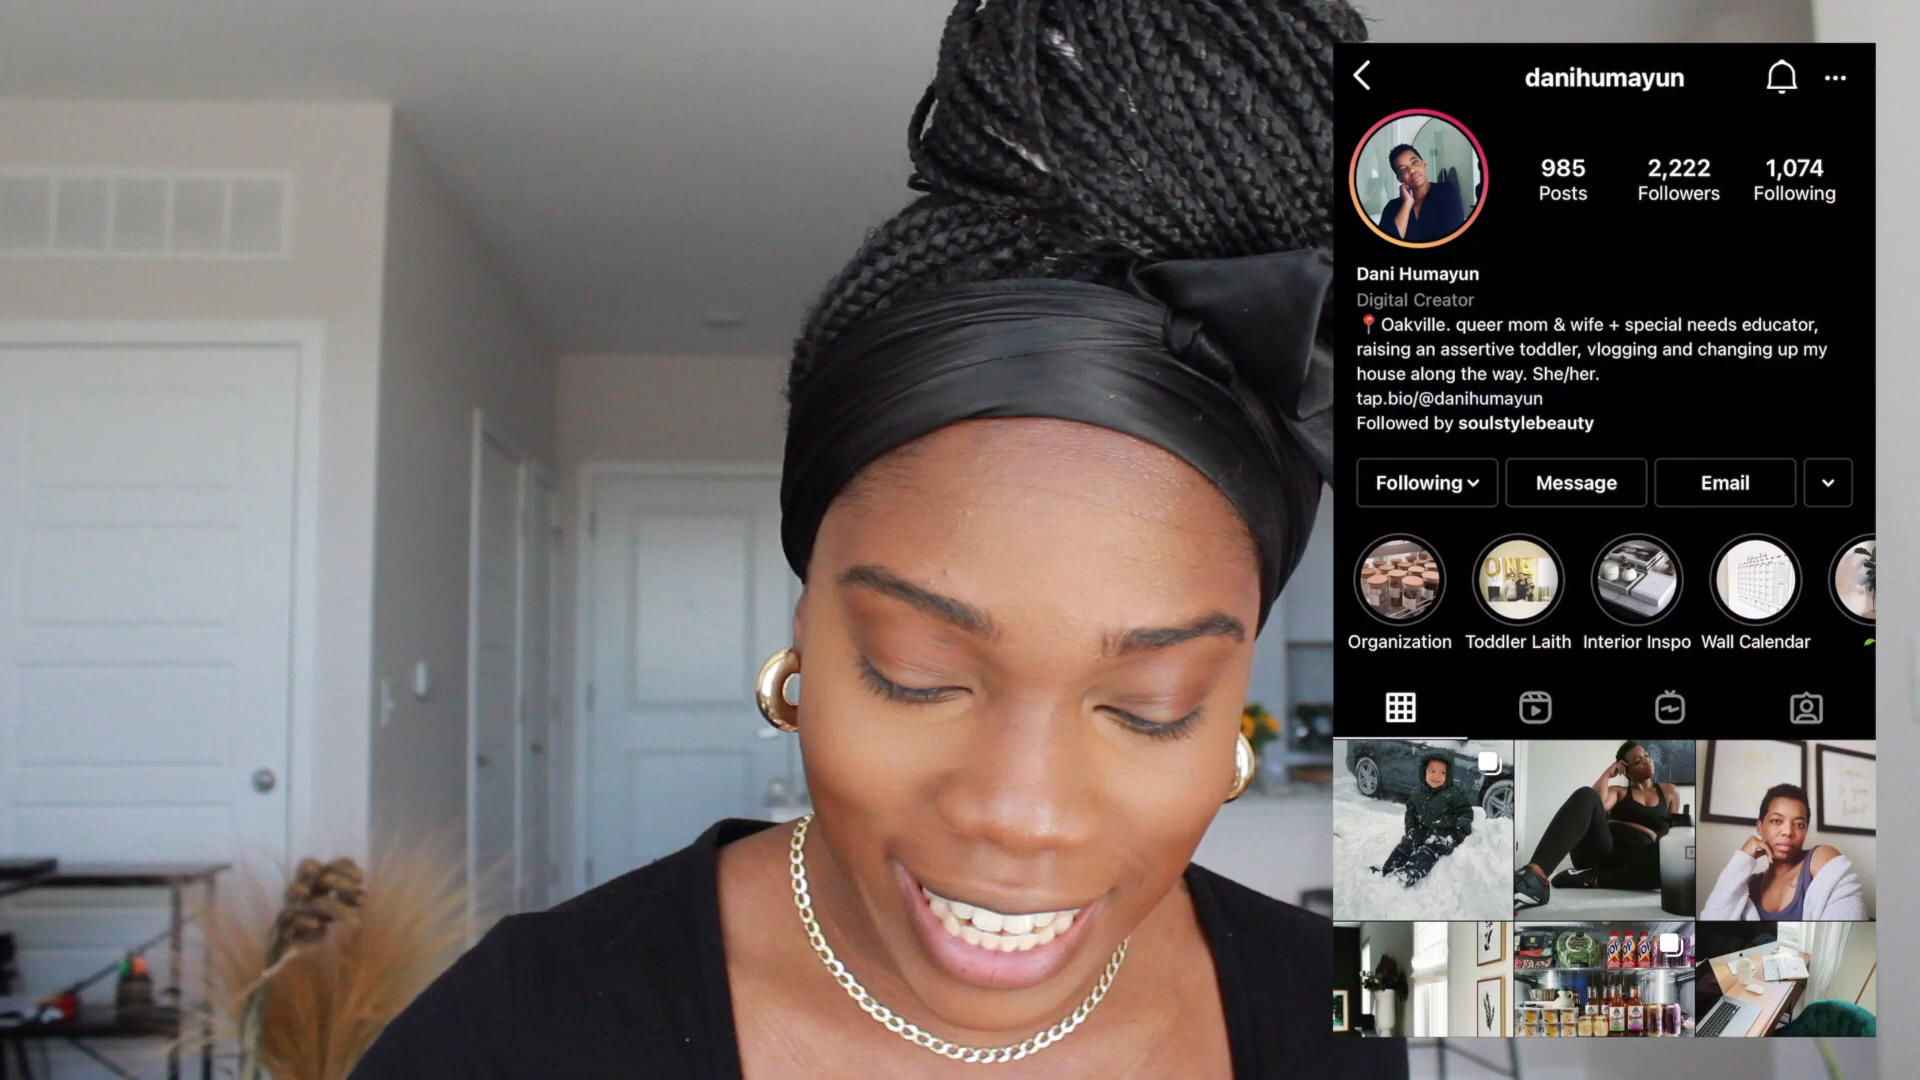 danihumayun
985
Posts
2,222
Followers
1,074
Following
Dani Humayun
Digital Creator
📍Oakville. queer mom & wife + special needs educator,
raising an assertive toddler, vlogging and changing up my
house along the way. She/her.
tap.bio/@danihumayun
Followed by soulstylebeauty
Following
Message
Email
Organization
Toddler Laith
Interior Inspo
Wall Calendar
ONE